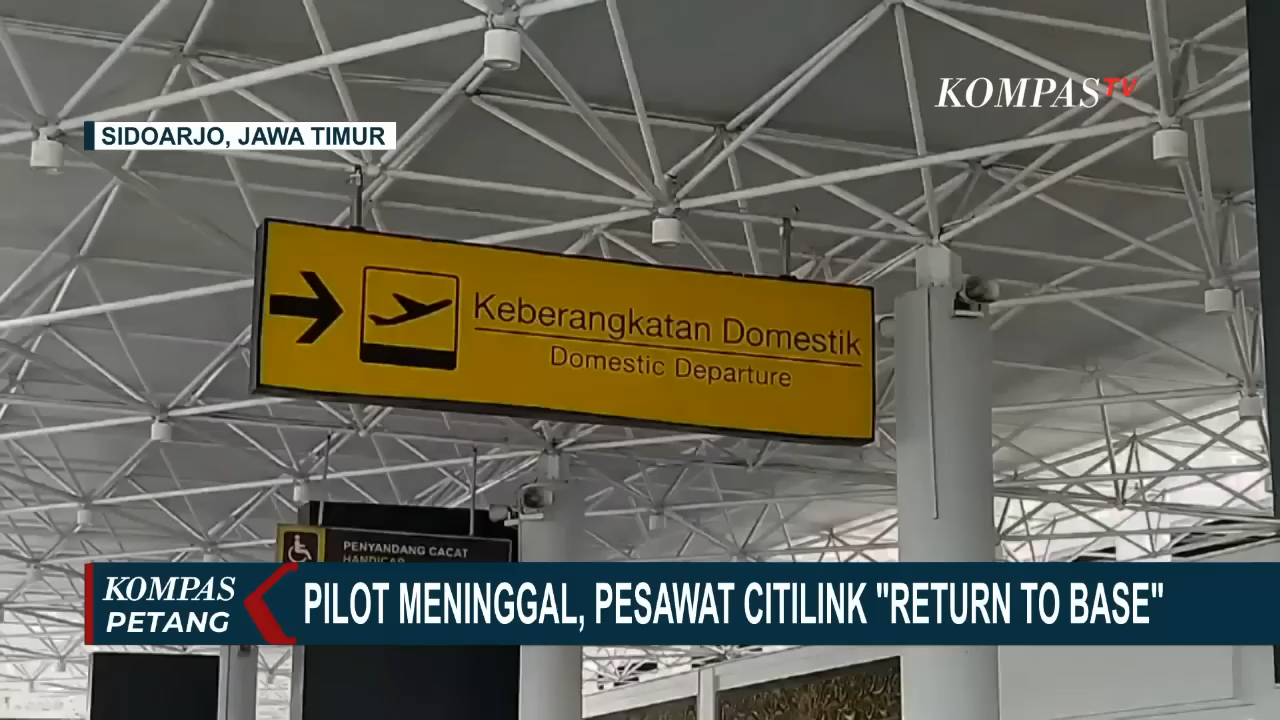 KOMPASTV
SIDOARJO, JAWA TIMUR
Keberangkatan Domestik
Domestic Departure
PENYANDANG CACAT
HANDICAP
KOMPAS
PETANG
PILOT MENINGGAL, PESAWAT CITILINK "RETURN TO BASE"